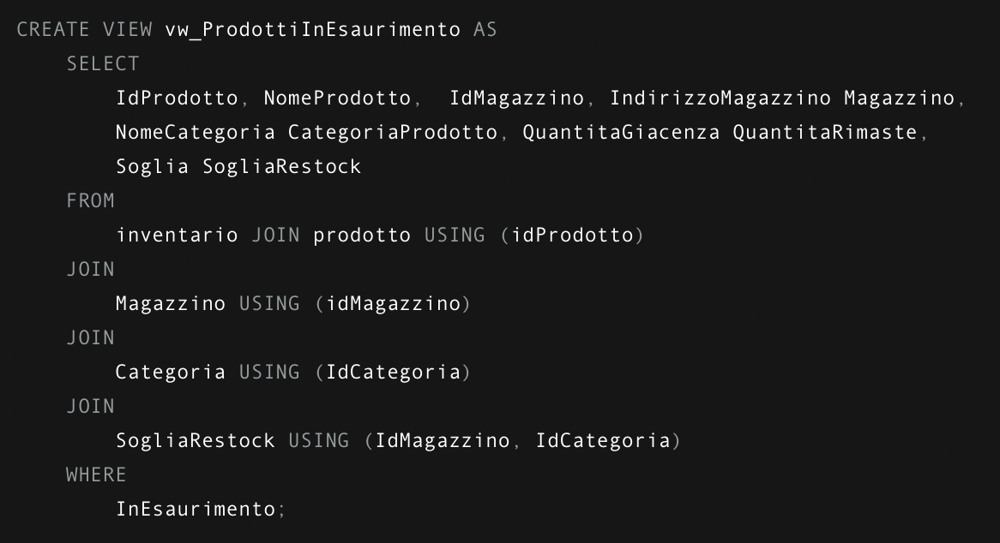 CREATE VIEW vw_ProdottiInEsaurimento AS
SELECT
IdProdotto, NomeProdotto, IdMagazzino, IndirizzoMagazzino Magazzino,
NomeCategoria CategoriaProdotto, QuantitaGiacenza QuantitaRimaste,
Soglia SogliaRestock
FROM
inventario JOIN prodotto USING (idProdotto)
JOIN
Magazzino USING (idMagazzino)
JOIN
Categoria USING (IdCategoria)
JOIN
SogliaRestock USING (IdMagazzino, IdCategoria)
WHERE
InEsaurimento;